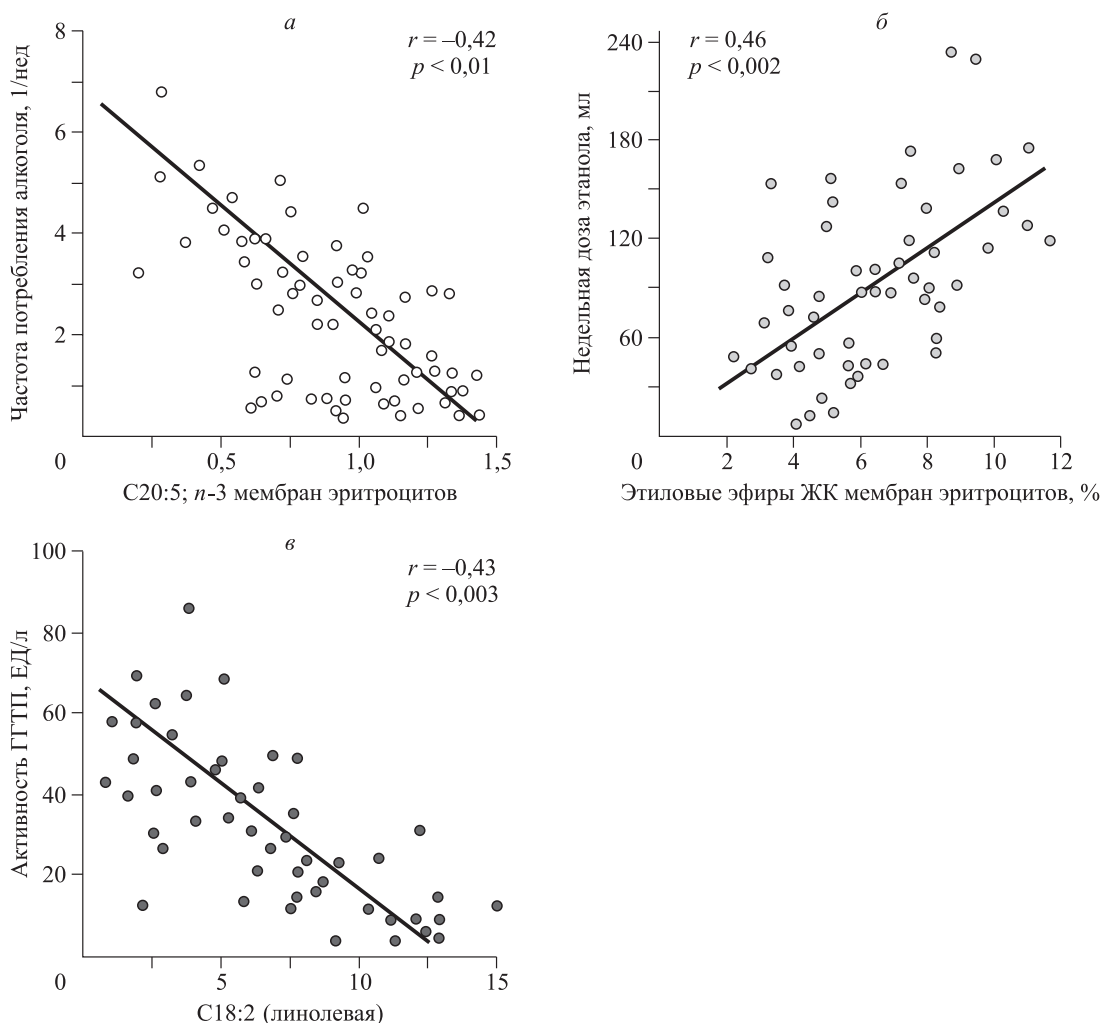 а
r = –0,42
p < 0,01
Частота потребления алкоголя, 1/нед
8
6
4
2
0
0,5
1,0
1,5
C20:5; n-3 мембран эритроцитов
б
r = 0,46
p < 0,002
Недельная доза этанола, мл
240
180
120
60
0
2
4
6
8
10
12
Этиловые эфиры ЖК мембран эритроцитов, %
в
r = –0,43
p < 0,003
Активность ГГТП, ЕД/л
100
80
60
40
20
0
5
10
15
C18:2 (линолевая)